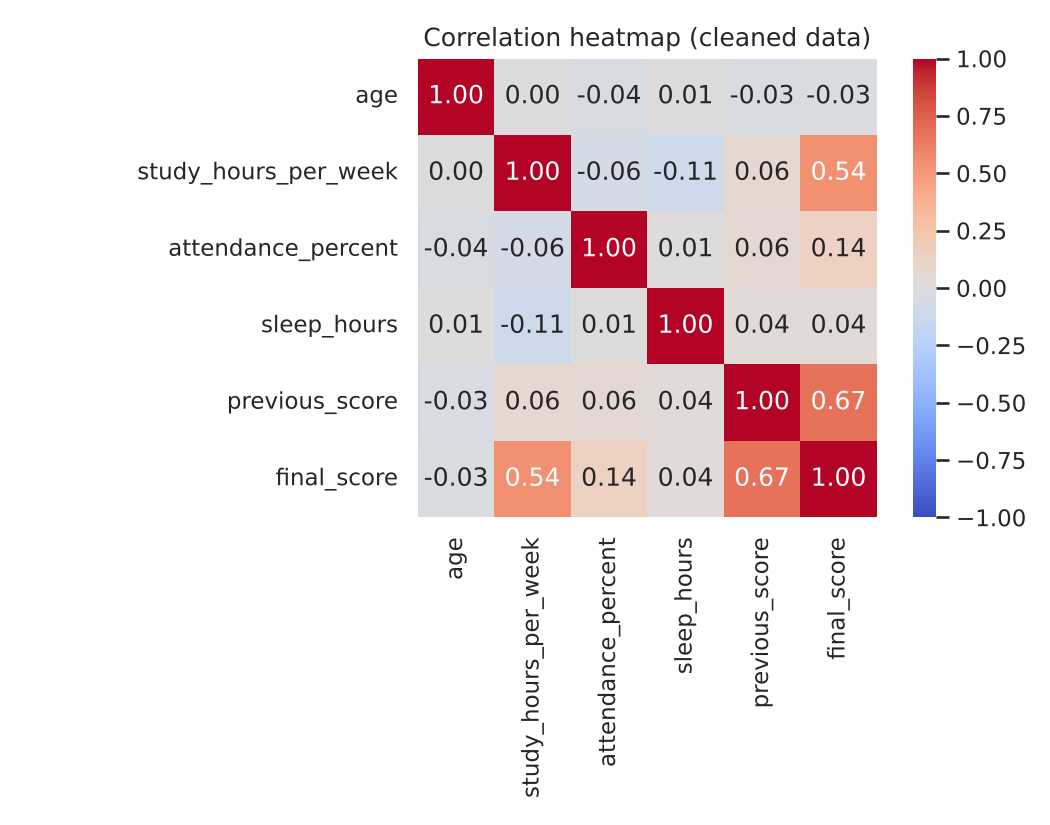 Correlation heatmap (cleaned data)
age 1.00 0.00 -0.04 0.01 -0.03 -0.03
study_hours_per_week 0.00 1.00 -0.06 -0.11 0.06 0.54
attendance_percent -0.04 -0.06 1.00 0.01 0.06 0.14
sleep_hours 0.01 -0.11 0.01 1.00 0.04 0.04
previous_score -0.03 0.06 0.06 0.04 1.00 0.67
final_score -0.03 0.54 0.14 0.04 0.67 1.00
age
study_hours_per_week
attendance_percent
sleep_hours
previous_score
final_score
1.00
0.75
0.50
0.25
0.00
−0.25
−0.50
−0.75
−1.00